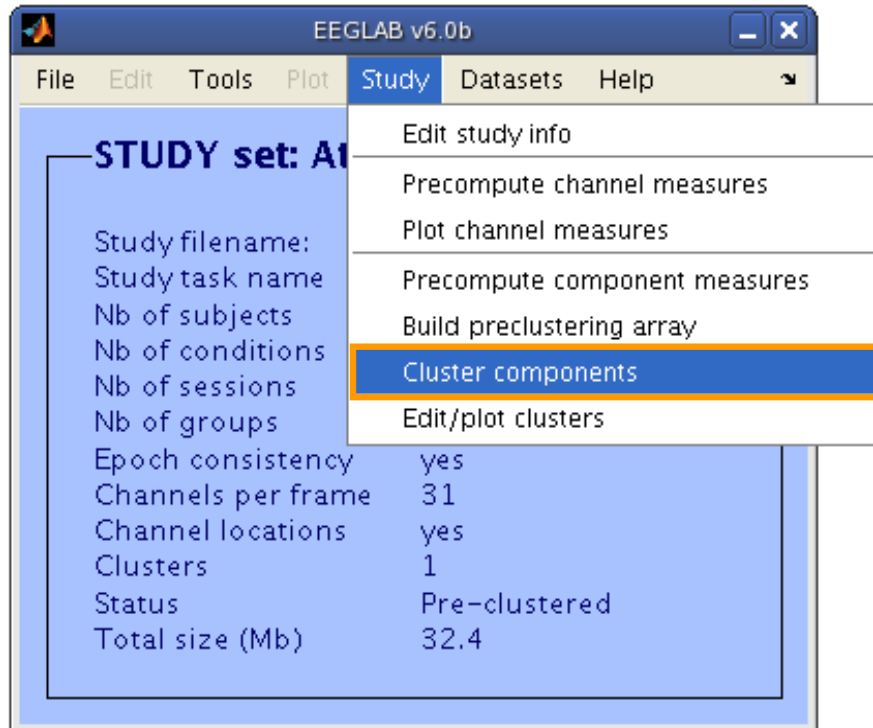 EEGLAB v6.0b
File Edit Tools Plot Study Datasets Help
Edit study info
STUDY set: At
Precompute channel measures
Plot channel measures
Study filename:
Study task name
Precompute component measures
Nb of subjects
Build preclustering array
Nb of conditions
Cluster components
Nb of sessions
Nb of groups
Edit/plot clusters
Epoch consistency yes
Channels per frame 31
Channel locations yes
Clusters 1
Status Pre-clustered
Total size (Mb) 32.4